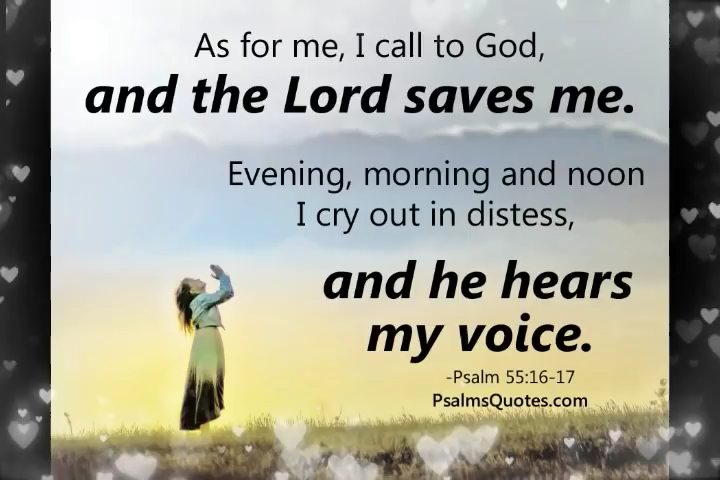 As for me, I call to God,
and the Lord saves me.
Evening, morning and noon
I cry out in distess,
and he hears
my voice.
-Psalm 55:16-17
PsalmsQuotes.com